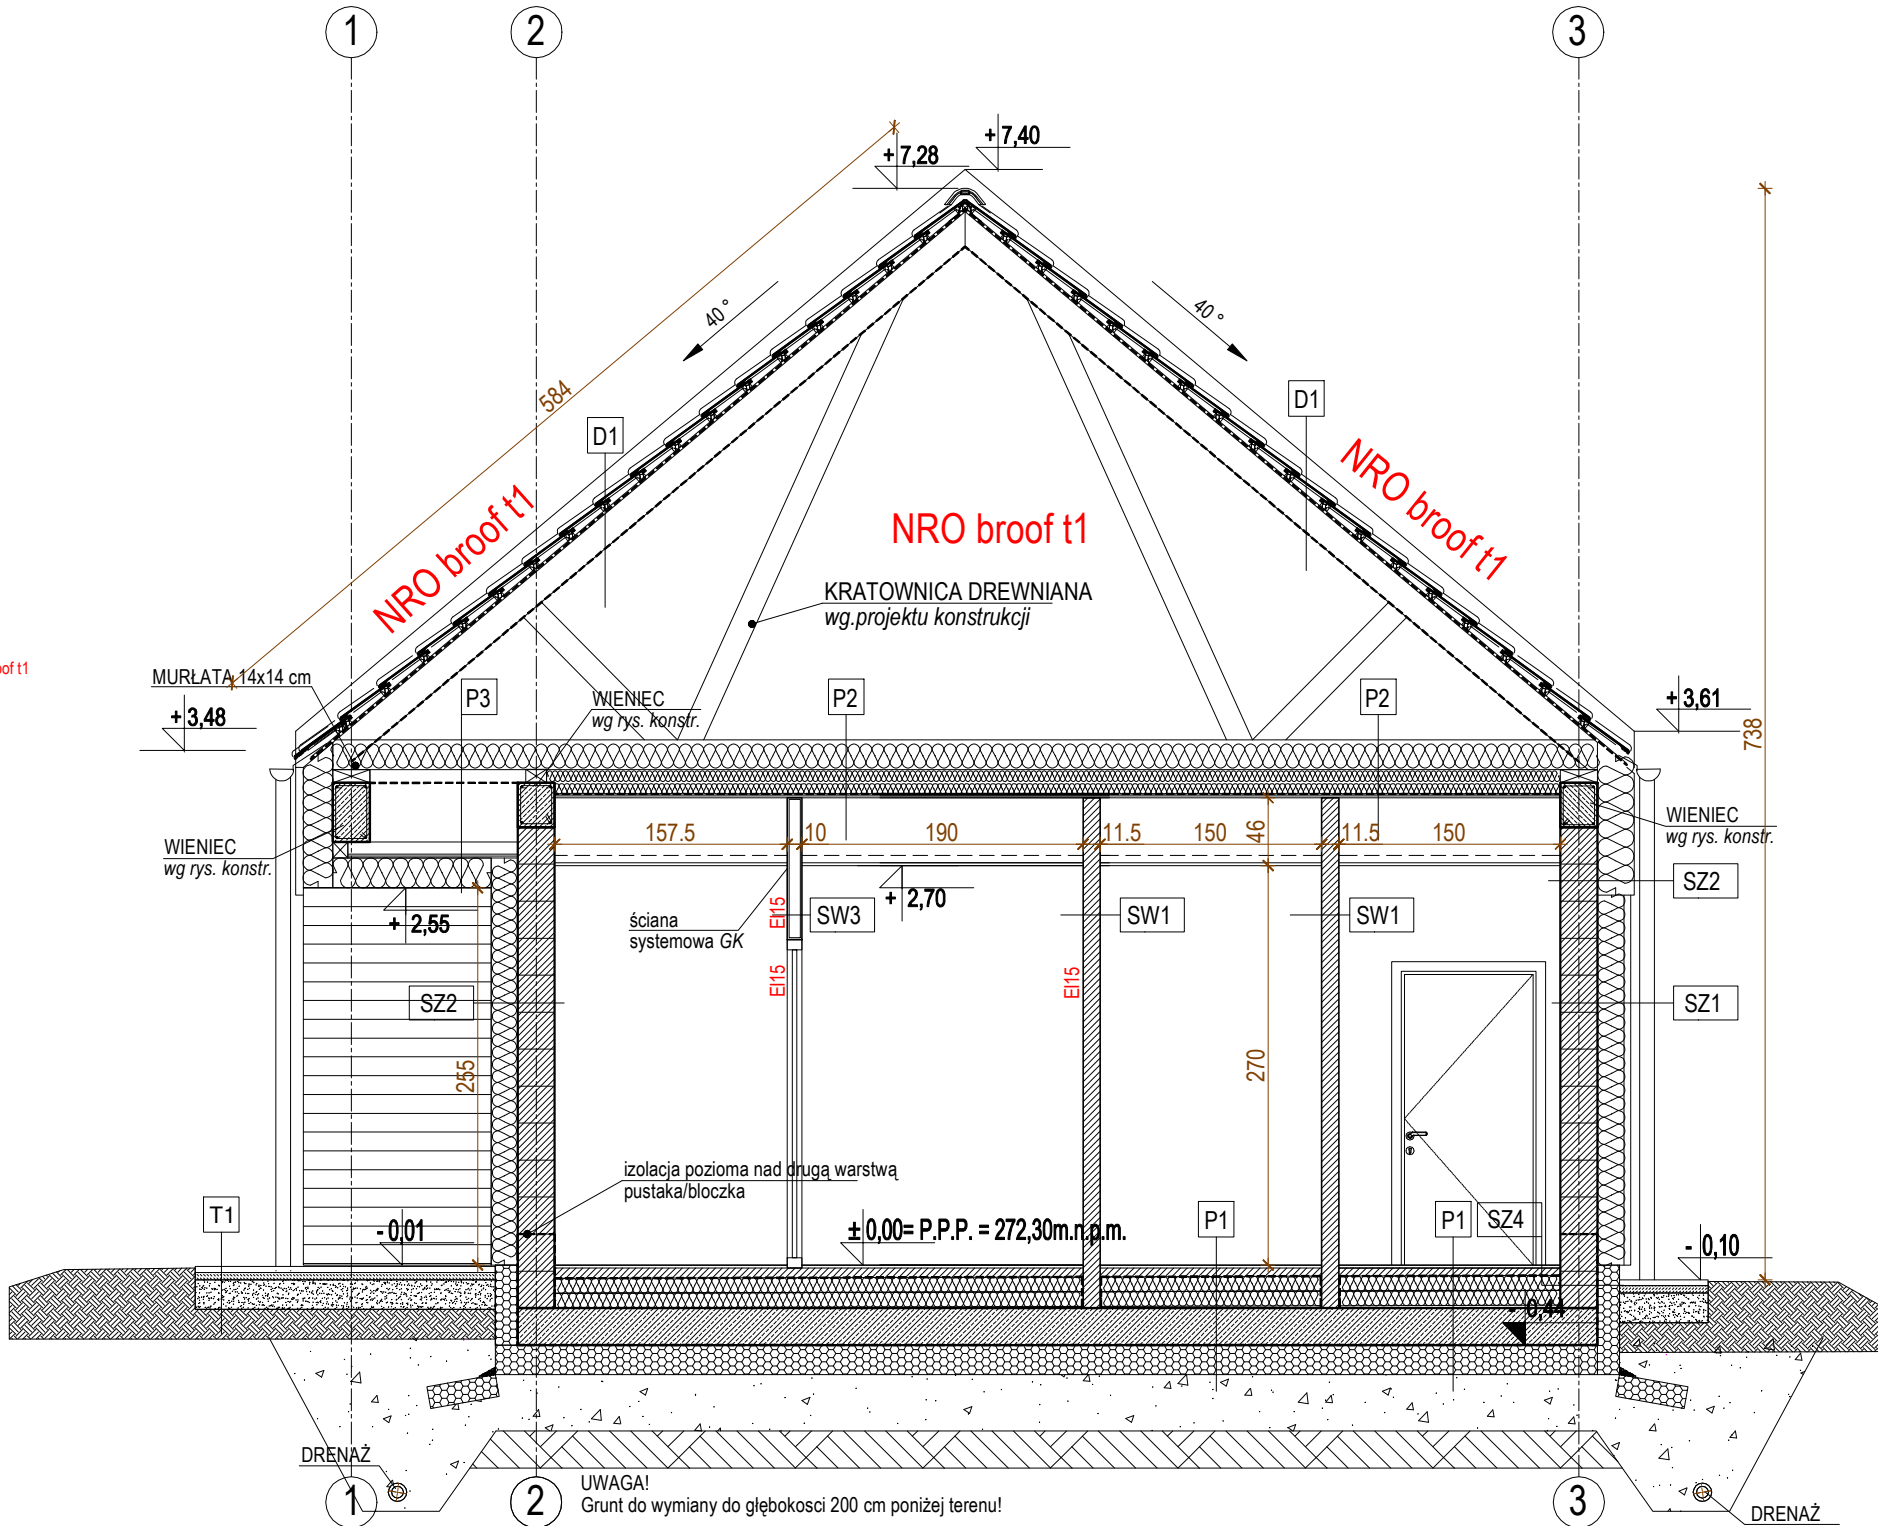 1
2
3
+ 7,40
+ 7,28
40 °
40 °
584
D1
D1
NRO broof t1
NRO broof t1
NRO broof t1
KRATOWNICA DREWNIANA
wg.projektu konstrukcji
of t1
MURŁATA 14x14 cm
+ 3,48
P3
WIENIEC
wg rys. konstr.
P2
P2
+ 3,61
738
WIENIEC
wg rys. konstr.
157.5
10
190
11.5
150
46
11.5
150
WIENIEC
wg rys. konstr.
SZ2
+ 2,55
ściana
systemowa GK
EI15
SW3
+ 2,70
SW1
SW1
EI15
EI15
SZ2
SZ1
255
270
izolacja pozioma nad drugą warstwą
pustaka/bloczka
T1
- 0,01
± 0,00= P.P.P. = 272,30m.n.p.m.
P1
P1
SZ4
- 0,10
- 0,44
DRENAŻ
1
2
UWAGA!
Grunt do wymiany do głębokosci 200 cm poniżej terenu!
3
DRENAŻ